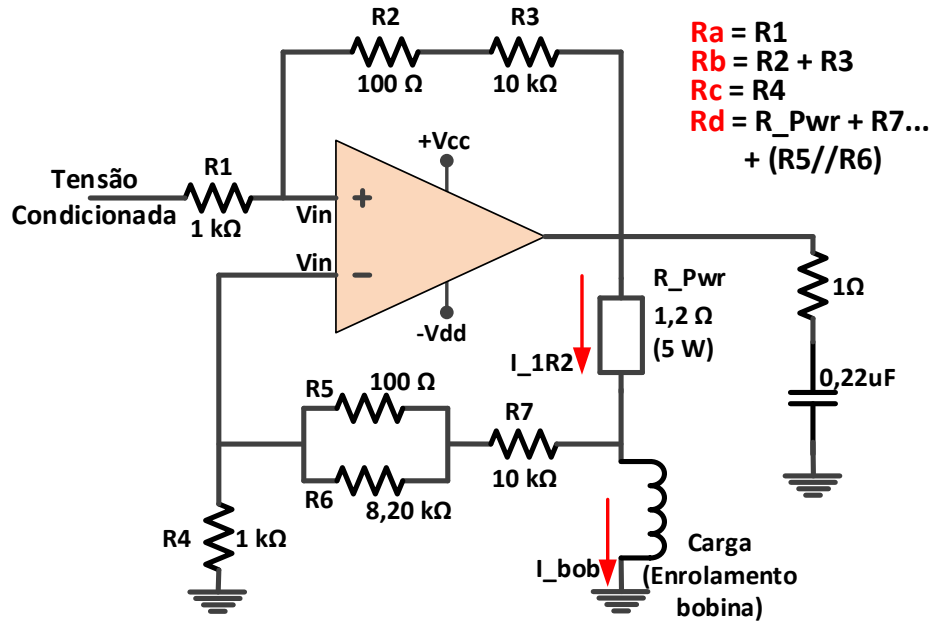 R2
R3
100 Ω
10 kΩ
Ra = R1
Rb = R2 + R3
Rc = R4
Rd = R_Pwr + R7...
+ (R5//R6)
+Vcc
R1
Tensão
Condicionada
1 kΩ
Vin
+
Vin
-
-Vdd
R_Pwr
1,2 Ω
(5 W)
I_1R2
1Ω
0,22uF
R5
100 Ω
R7
10 kΩ
R6
8,20 kΩ
R4
1 kΩ
I_bob
Carga
(Enrolamento
bobina)